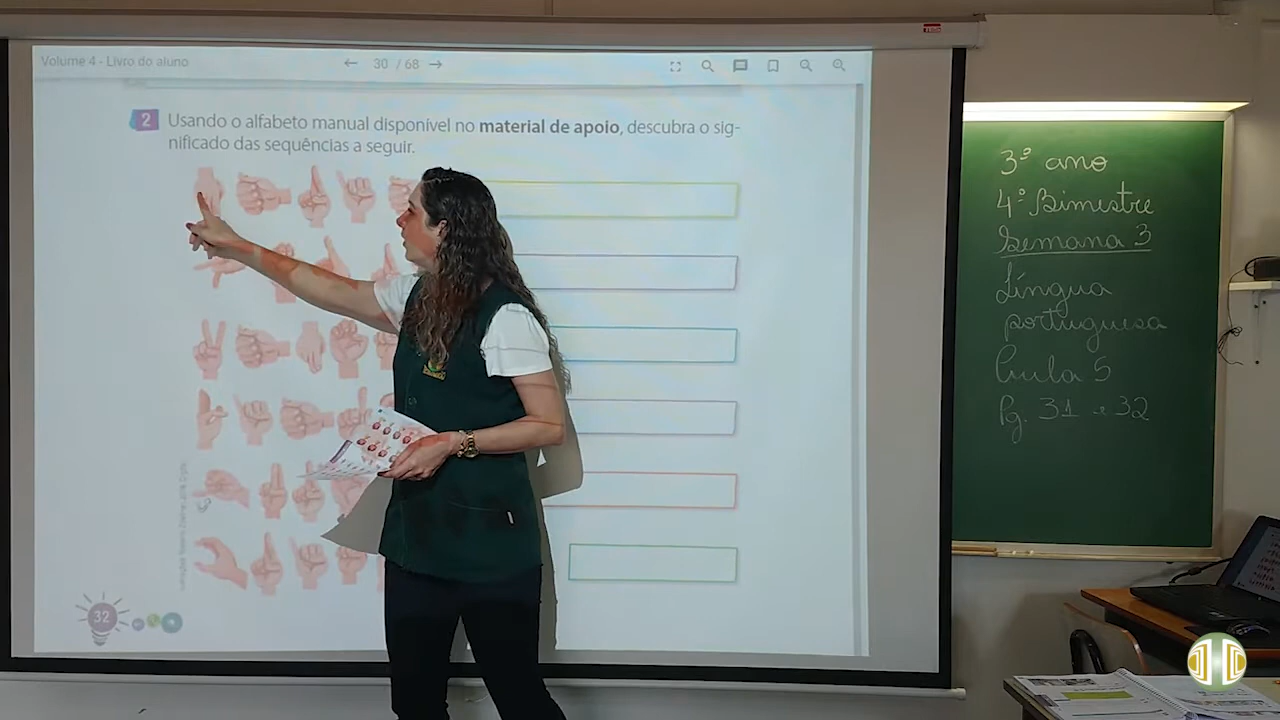 Volume 4 - Livro do aluno
30 / 68
2 Usando o alfabeto manual disponível no material de apoio, descubra o sig-
nificado das sequências a seguir.
32
3º ano
4º Bimestre
Semana 3
Língua
portuguesa
Aula 5
Pg. 31 e 32